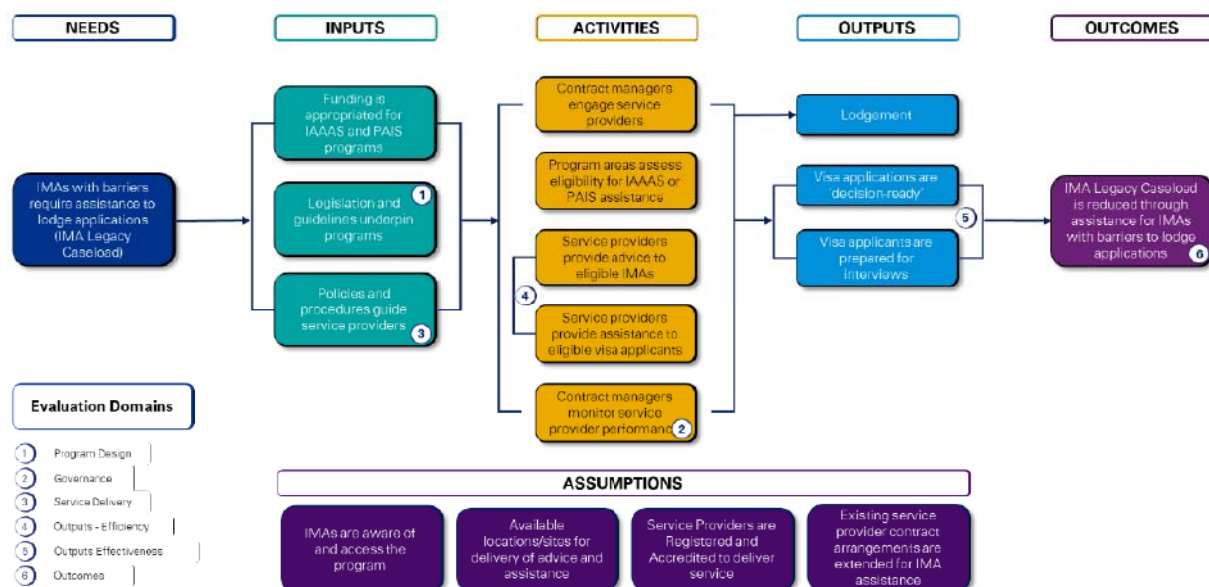 NEEDS
INPUTS
ACTIVITIES
OUTPUTS
OUTCOMES
IMAs with barriers
require assistance to
lodge applications
(IMA Legacy
Caseload)
Funding is
appropriated for
IAAAS and PAIS
programs
1
Legislation and
guidelines underpin
programs
Policies and
procedures guide
service providers
3
Contract managers
engage service
providers
Program areas assess
eligibility for IAAAS or
PAIS assistance
Service providers
provide advice to
eligible IMAs
4
Service providers
provide assistance to
eligible visa applicants
Contract managers
monitor service
provider performance
2
Lodgement
Visa applications are
'decision-ready'
5
Visa applicants are
prepared for
interviews
IMA Legacy Caseload
is reduced through
assistance for IMAs
with barriers to lodge
applications
6
Evaluation Domains
1 Program Design
2 Governance
3 Service Delivery
4 Outputs - Efficiency
5 Outputs Effectiveness
6 Outcomes
ASSUMPTIONS
IMAs are aware of
and access the
program
Available
locations/sites for
delivery of advice and
assistance
Service Providers are
Registered and
Accredited to deliver
service
Existing service
provider contract
arrangements are
extended for IMA
assistance